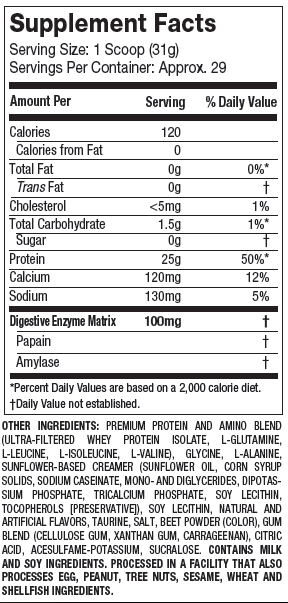 Supplement Facts
Serving Size: 1 Scoop (31g)
Servings Per Container: Approx. 29
Amount Per Serving % Daily Value
Calories 120
Calories from Fat 0
Total Fat 0g 0%*
Trans Fat 0g †
Cholesterol <5mg 1%
Total Carbohydrate 1.5g 1%*
Sugar 0g †
Protein 25g 50%*
Calcium 120mg 12%
Sodium 130mg 5%
Digestive Enzyme Matrix 100mg †
Papain †
Amylase †
*Percent Daily Values are based on a 2,000 calorie diet.
†Daily Value not established.
OTHER INGREDIENTS: PREMIUM PROTEIN AND AMINO BLEND
(ULTRA-FILTERED WHEY PROTEIN ISOLATE, L-GLUTAMINE,
L-LEUCINE, L-ISOLEUCINE, L-VALINE), GLYCINE, L-ALANINE,
SUNFLOWER-BASED CREAMER (SUNFLOWER OIL, CORN SYRUP
SOLIDS, SODIUM CASEINATE, MONO- AND DIGLYCERIDES, DIPOTAS-
SIUM PHOSPHATE, TRICALCIUM PHOSPHATE, SOY LECITHIN,
TOCOPHEROLS [PRESERVATIVE]), SOY LECITHIN, NATURAL AND
ARTIFICIAL FLAVORS, TAURINE, SALT, BEET POWDER (COLOR), GUM
BLEND (CELLULOSE GUM, XANTHAN GUM, CARRAGEENAN), CITRIC
ACID, ACESULFAME-POTASSIUM, SUCRALOSE. CONTAINS MILK
AND SOY INGREDIENTS. PROCESSED IN A FACILITY THAT ALSO
PROCESSES EGG, PEANUT, TREE NUTS, SESAME, WHEAT AND
SHELLFISH INGREDIENTS.